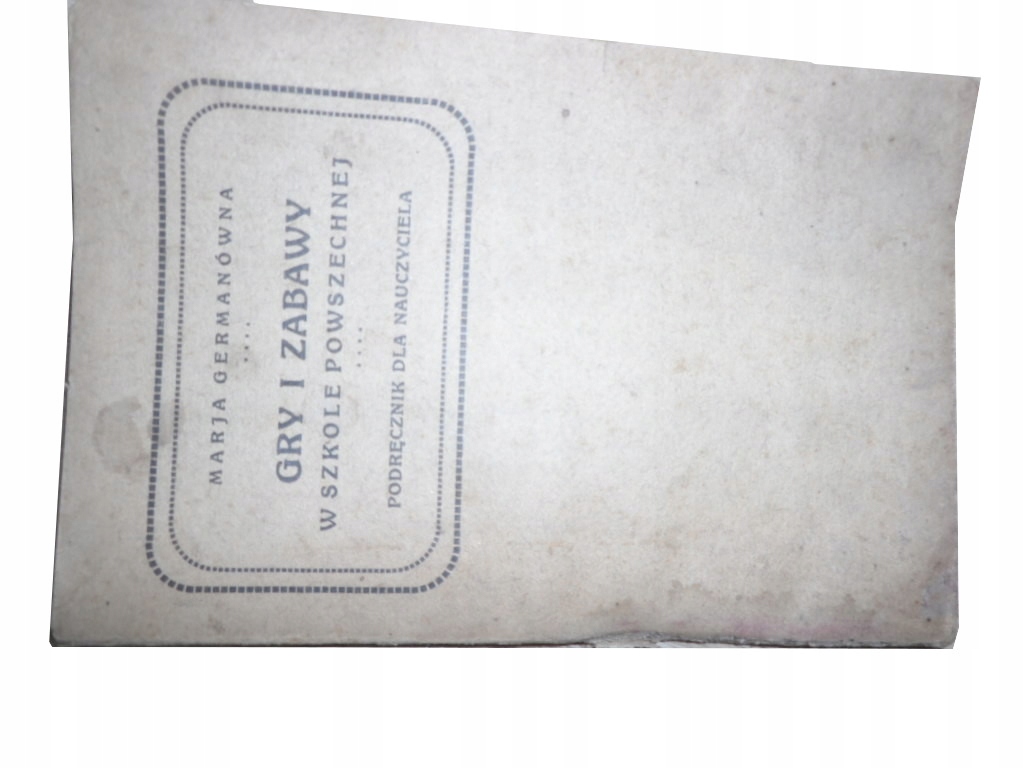 MARJA GERMANÓWNA
GRY I ZABAWY
W SZKOLE POWSZECHNEJ
PODRĘCZNIK DLA NAUCZYCIELA